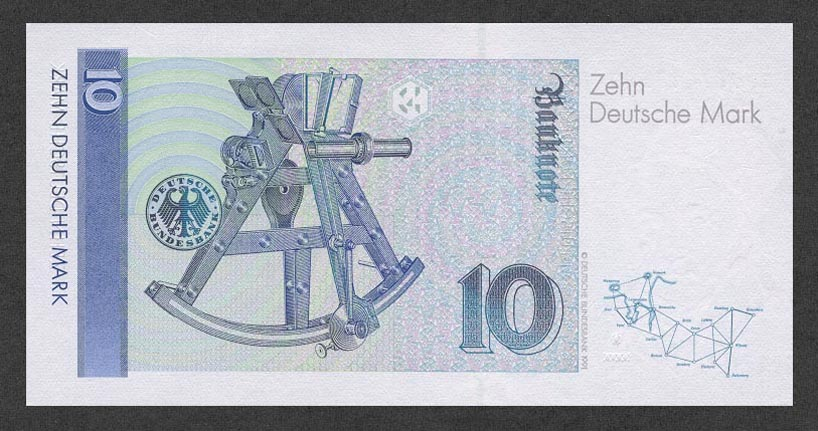 10
ZEHN DEUTSCHE MARK
DEUTSCHE
BUNDESBANK
Banknote
Zehn
Deutsche Mark
10
© DEUTSCHE BUNDESBANK 1991